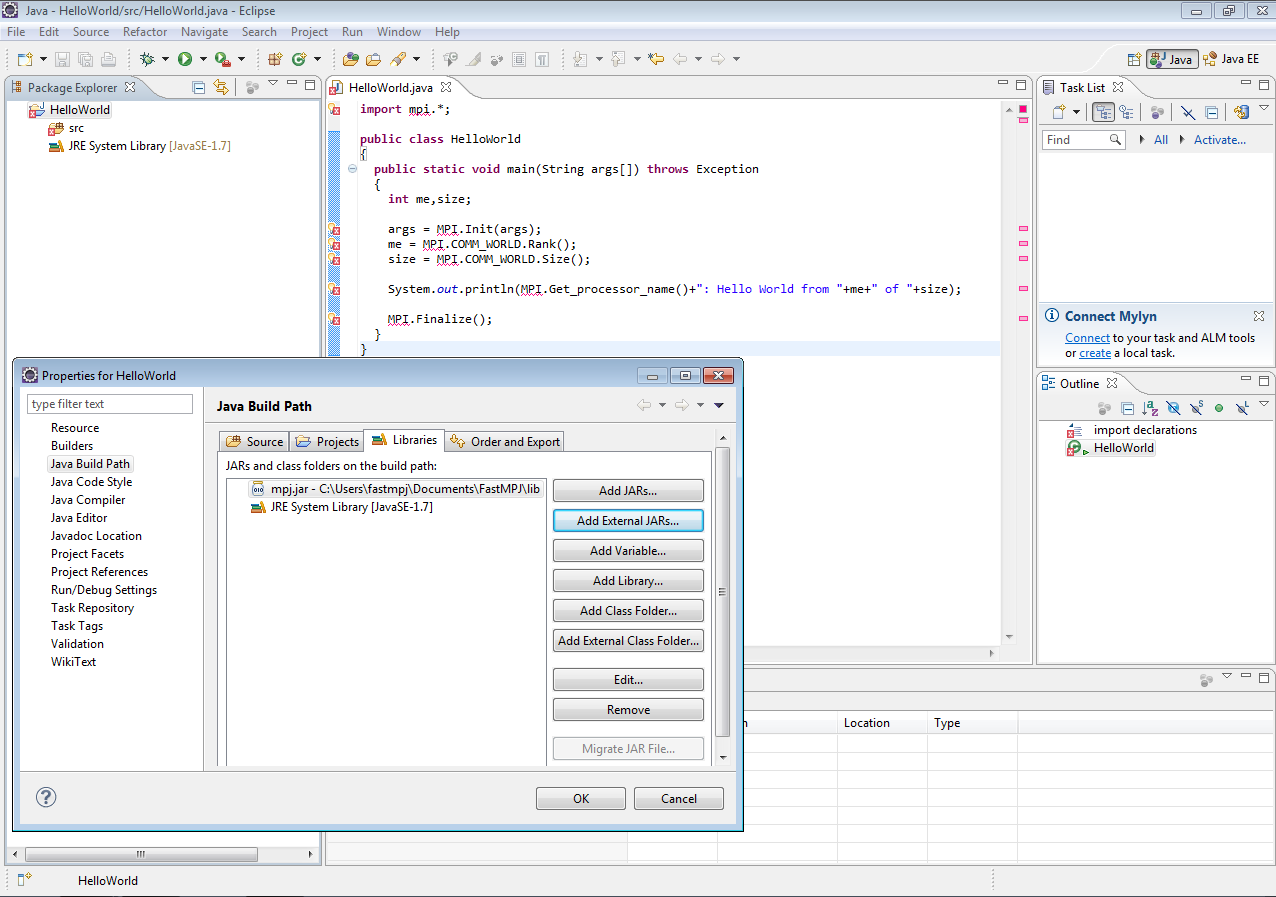 Java - HelloWorld/src/HelloWorld.java - Eclipse
File Edit Source Refactor Navigate Search Project Run Window Help
Java Java EE
Package Explorer
HelloWorld
src
JRE System Library [JavaSE-1.7]
HelloWorld.java
import mpi.*;
public class HelloWorld
{
public static void main(String args[]) throws Exception
{
int me,size;
args = MPI.Init(args);
me = MPI.COMM_WORLD.Rank();
size = MPI.COMM_WORLD.Size();
System.out.println(MPI.Get_processor_name()+": Hello World from "+me+" of "+size);
MPI.Finalize();
}
}
Task List
Find All Activate...
Connect Mylyn
Connect to your task and ALM tools
or create a local task.
Outline
import declarations
HelloWorld
Properties for HelloWorld
type filter text
Resource
Builders
Java Build Path
Java Code Style
Java Compiler
Java Editor
Javadoc Location
Project Facets
Project References
Run/Debug Settings
Task Repository
Task Tags
Validation
WikiText
Java Build Path
Source Projects Libraries Order and Export
JARs and class folders on the build path:
mpj.jar - C:\Users\fastmpj\Documents\FastMPJ\lib
JRE System Library [JavaSE-1.7]
Add JARs...
Add External JARs...
Add Variable...
Add Library...
Add Class Folder...
Add External Class Folder...
Edit...
Remove
Migrate JAR File...
OK Cancel
Location Type
HelloWorld